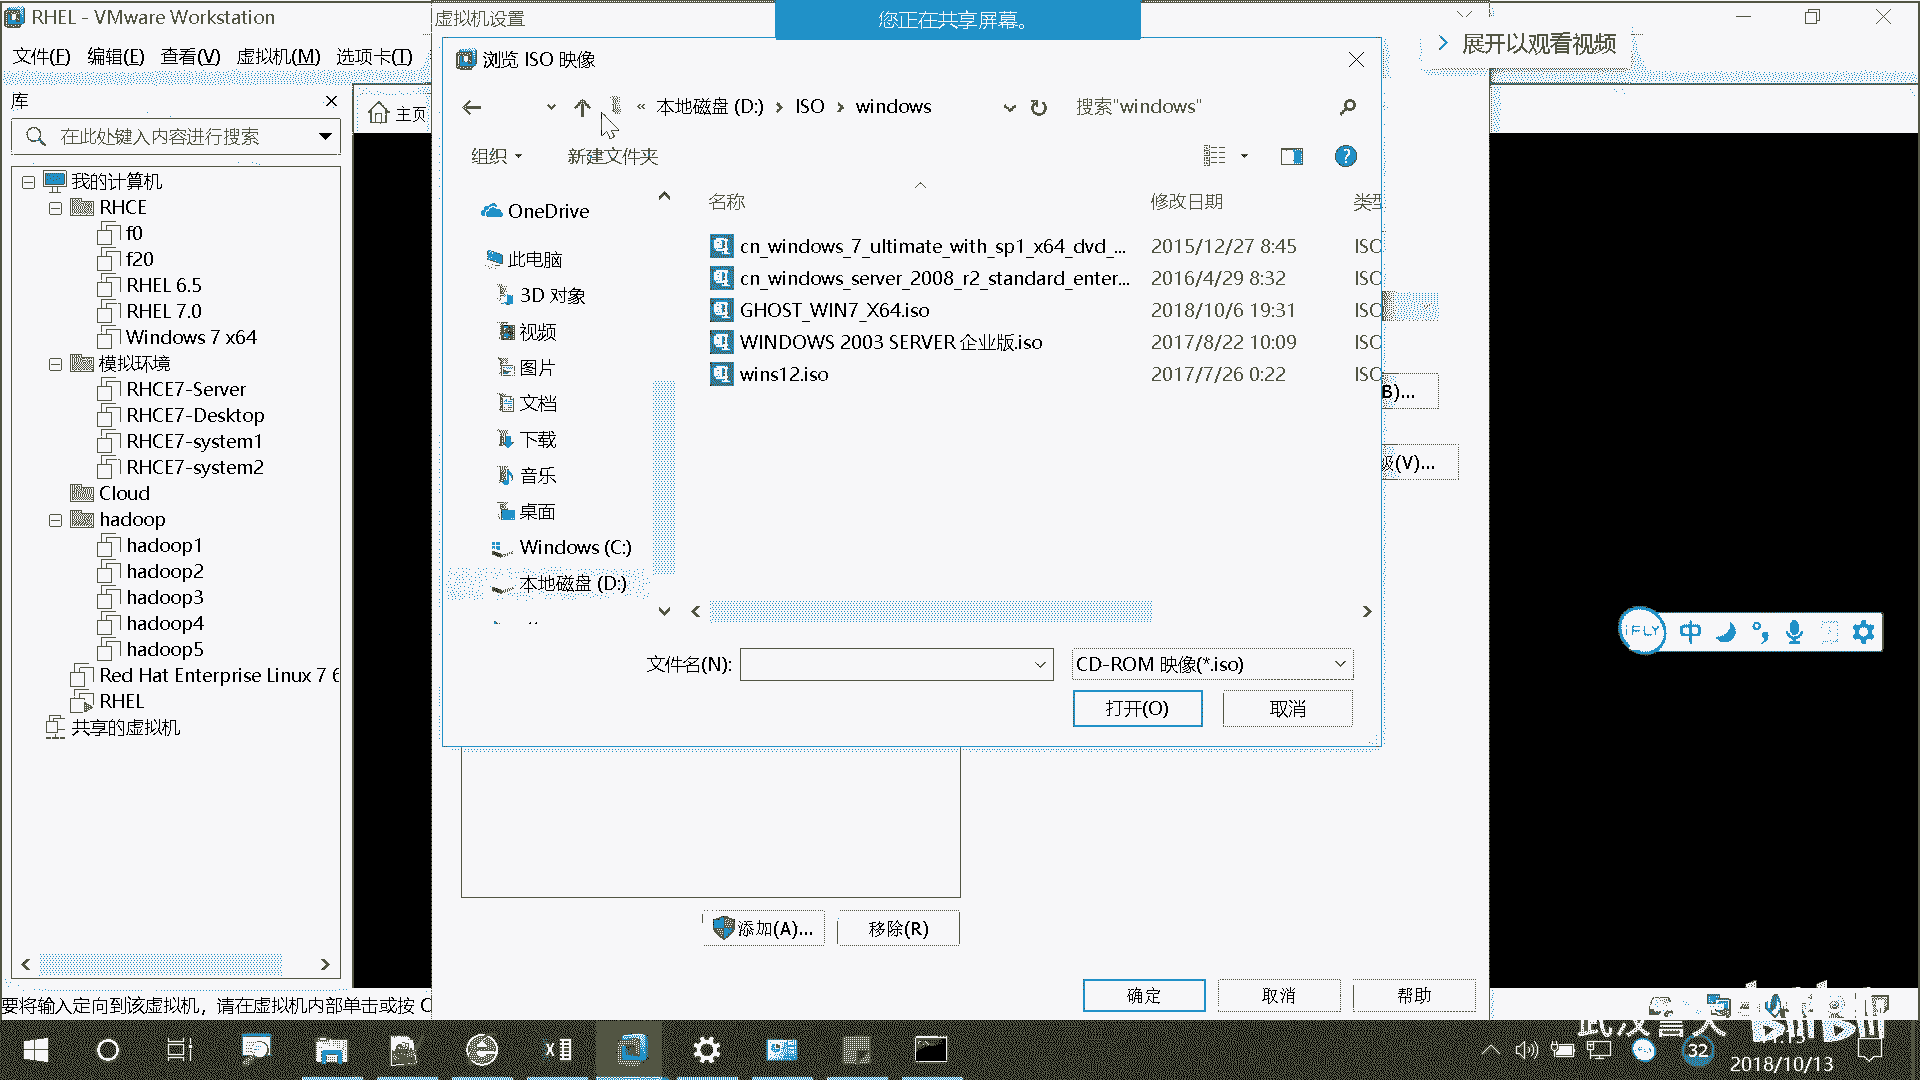 RHEL - VMware Workstation
虚拟机设置
您正在共享屏幕。
文件(F) 编辑(E) 查看(V) 虚拟机(M) 选项卡(T)
浏览 ISO 映像
展开以观看视频
库
主页
« 本地磁盘 (D:) › ISO › windows
搜索"windows"
在此处键入内容进行搜索
组织
新建文件夹
我的计算机
RHCE
f0
f20
RHEL 6.5
RHEL 7.0
Windows 7 x64
模拟环境
RHCE7-Server
RHCE7-Desktop
RHCE7-system1
RHCE7-system2
Cloud
hadoop
hadoop1
hadoop2
hadoop3
hadoop4
hadoop5
Red Hat Enterprise Linux 7 6
RHEL
共享的虚拟机
OneDrive
此电脑
3D 对象
视频
图片
文档
下载
音乐
桌面
Windows (C:)
本地磁盘 (D:)
名称 修改日期 类型
cn_windows_7_ultimate_with_sp1_x64_dvd_... 2015/12/27 8:45 ISO
cn_windows_server_2008_r2_standard_enter... 2016/4/29 8:32 ISO
GHOST_WIN7_X64.iso 2018/10/6 19:31 ISO
WINDOWS 2003 SERVER 企业版.iso 2017/8/22 10:09 ISO
wins12.iso 2017/7/26 0:22 ISO
B)...
级(V)...
文件名(N):
CD-ROM 映像(*.iso)
打开(O) 取消
iFLY 中
添加(A)... 移除(R)
确定 取消 帮助
要将输入定向到该虚拟机，请在虚拟机内部单击或按 C
32
2018/10/13